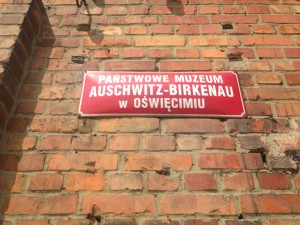 PAŃSTWOWE MUZEUM
AUSCHWITZ-BIRKENAU
w OŚWIĘCIMIU